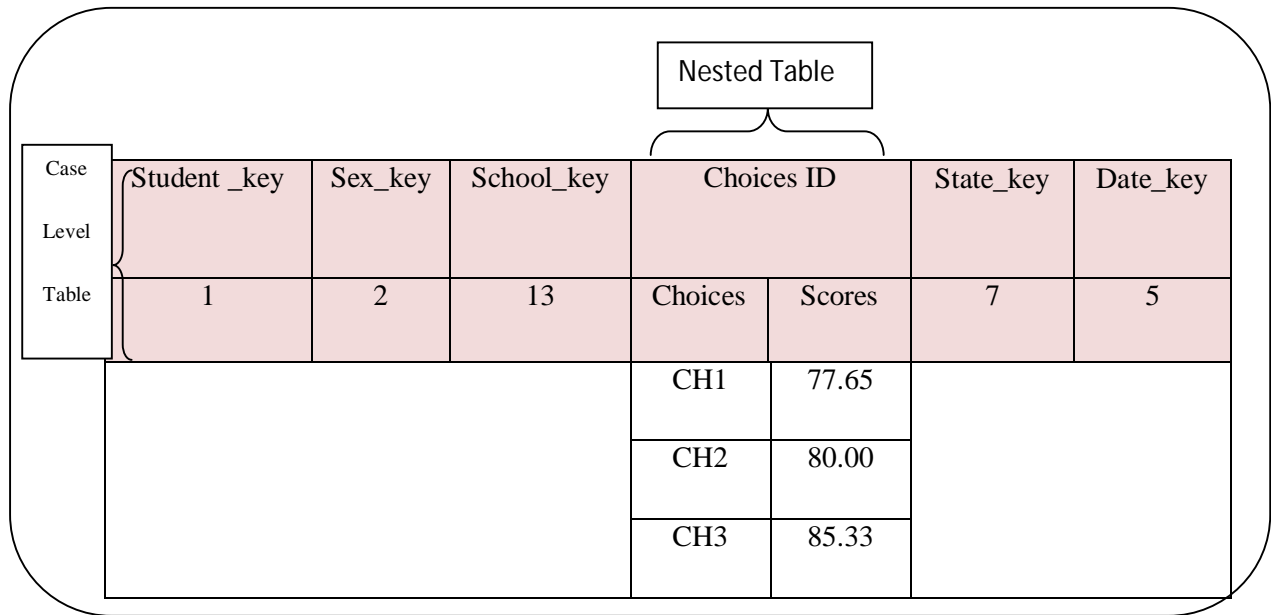 Nested Table
Case
Level
Table
Student _key Sex_key School_key Choices ID State_key Date_key
1 2 13 Choices Scores 7 5
CH1 77.65
CH2 80.00
CH3 85.33